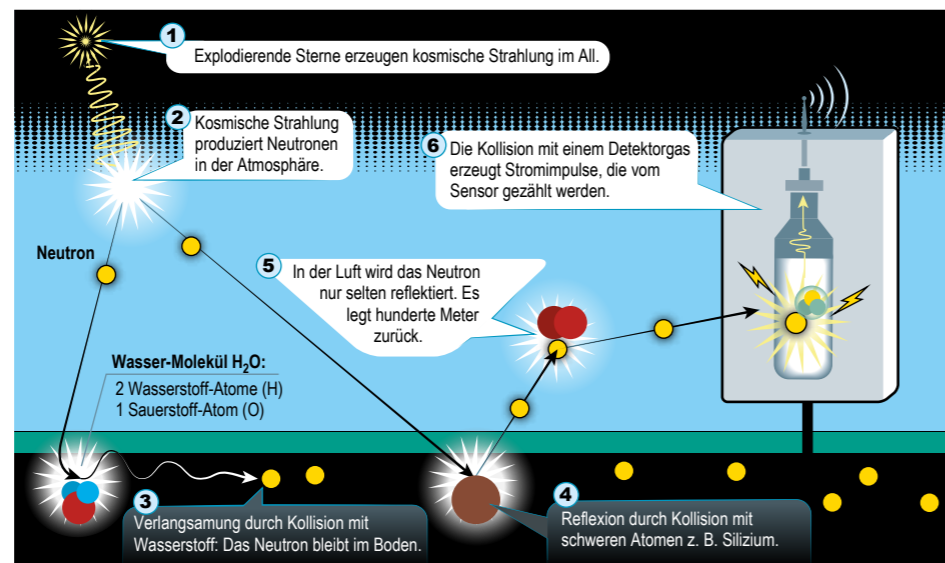 1
Explodierende Sterne erzeugen kosmische Strahlung im All.
2
Kosmische Strahlung
produziert Neutronen
in der Atmosphäre.
6
Die Kollision mit einem Detektorgas
erzeugt Stromimpulse, die vom
Sensor gezählt werden.
Neutron
5
In der Luft wird das Neutron
nur selten reflektiert. Es
legt hunderte Meter
zurück.
Wasser-Molekül H₂O:
2 Wasserstoff-Atome (H)
1 Sauerstoff-Atom (O)
3
Verlangsamung durch Kollision mit
Wasserstoff: Das Neutron bleibt im Boden.
4
Reflexion durch Kollision mit
schweren Atomen z. B. Silizium.